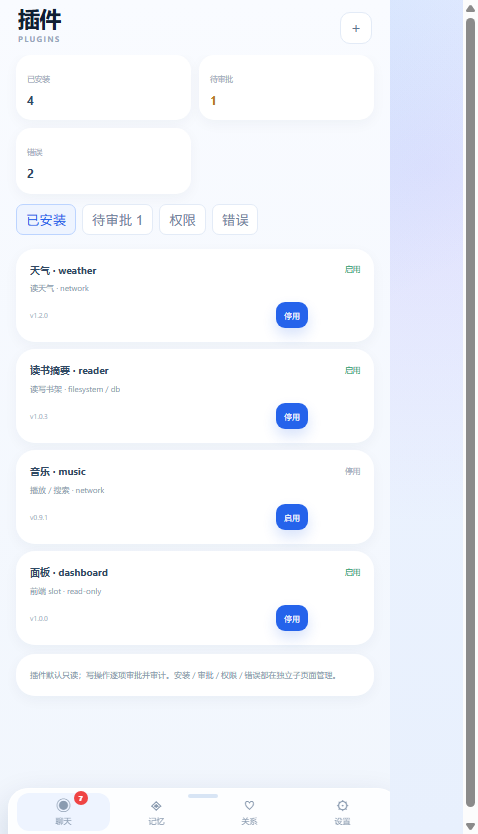 插件
PLUGINS
+
已安装
4
待审批
1
错误
2
已安装
待审批 1
权限
错误
天气 · weather
启用
读天气 · network
v1.2.0
停用
读书摘要 · reader
启用
读写书架 · filesystem / db
v1.0.3
停用
音乐 · music
停用
播放 / 搜索 · network
v0.9.1
启用
面板 · dashboard
启用
前端 slot · read-only
v1.0.0
停用
插件默认只读；写操作逐项审批并审计。安装 / 审批 / 权限 / 错误都在独立子页面管理。
7
聊天
记忆
关系
设置